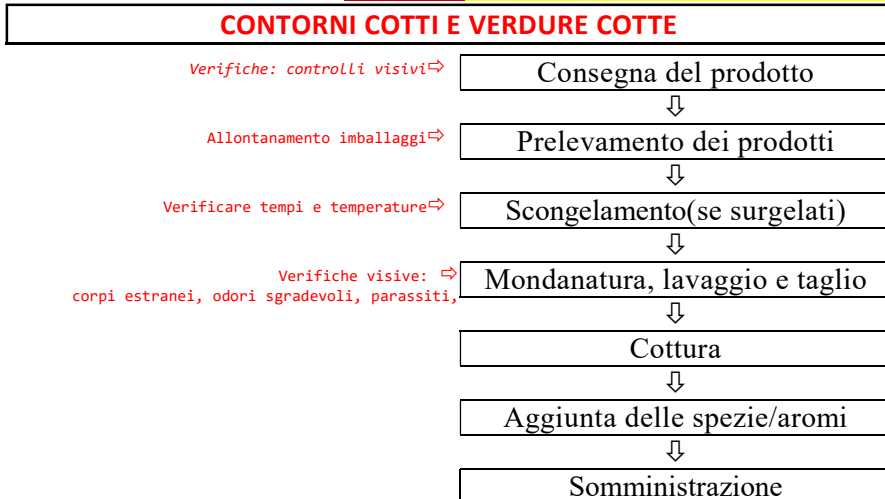 CONTORNI COTTI E VERDURE COTTE
Verifiche: controlli visivi⇨ Consegna del prodotto
⇩
Allontanamento imballaggi⇨ Prelevamento dei prodotti
⇩
Verificare tempi e temperature⇨ Scongelamento(se surgelati)
⇩
Verifiche visive: ⇨ Mondanatura, lavaggio e taglio
corpi estranei, odori sgradevoli, parassiti,
⇩
Cottura
⇩
Aggiunta delle spezie/aromi
⇩
Somministrazione